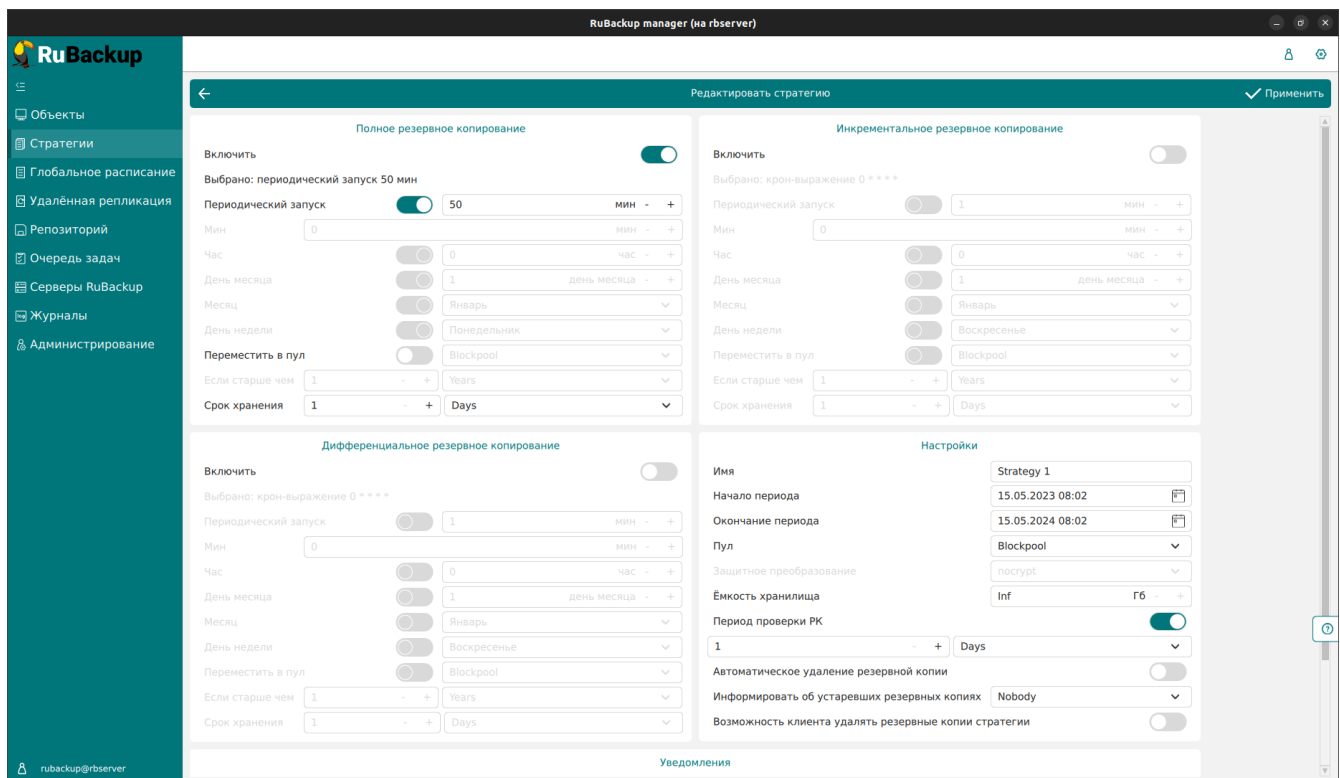 RuBackup manager (на rbserver)
RuBackup
Редактировать стратегию
Применить
Объекты
Стратегии
Глобальное расписание
Удалённая репликация
Репозиторий
Очередь задач
Серверы RuBackup
Журналы
Администрирование
rubackup@rbserver
Полное резервное копирование
Включить
Выбрано: периодический запуск 50 мин
Периодический запуск 50 мин - +
Мин 0 мин - +
Час 0 час - +
День месяца 1 день месяца - +
Месяц Январь
День недели Понедельник
Переместить в пул Blockpool
Если старше чем 1 - + Years
Срок хранения 1 - + Days
Инкрементальное резервное копирование
Включить
Выбрано: крон-выражение 0 * * * *
Периодический запуск 1 мин - +
Мин 0 мин - +
Час 0 час - +
День месяца 1 день месяца - +
Месяц Январь
День недели Воскресенье
Переместить в пул Blockpool
Если старше чем 1 - + Years
Срок хранения 1 - + Days
Дифференциальное резервное копирование
Включить
Выбрано: крон-выражение 0 * * * *
Периодический запуск 1 мин - +
Мин 0 мин - +
Час 0 час - +
День месяца 1 день месяца - +
Месяц Январь
День недели Воскресенье
Переместить в пул Blockpool
Если старше чем 1 - + Years
Срок хранения 1 - + Days
Настройки
Имя Strategy 1
Начало периода 15.05.2023 08:02
Окончание периода 15.05.2024 08:02
Пул Blockpool
Защитное преобразование nocrypt
Ёмкость хранилища Inf Гб - +
Период проверки РК
1 - + Days
Автоматическое удаление резервной копии
Информировать об устаревших резервных копиях Nobody
Возможность клиента удалять резервные копии стратегии
Уведомления